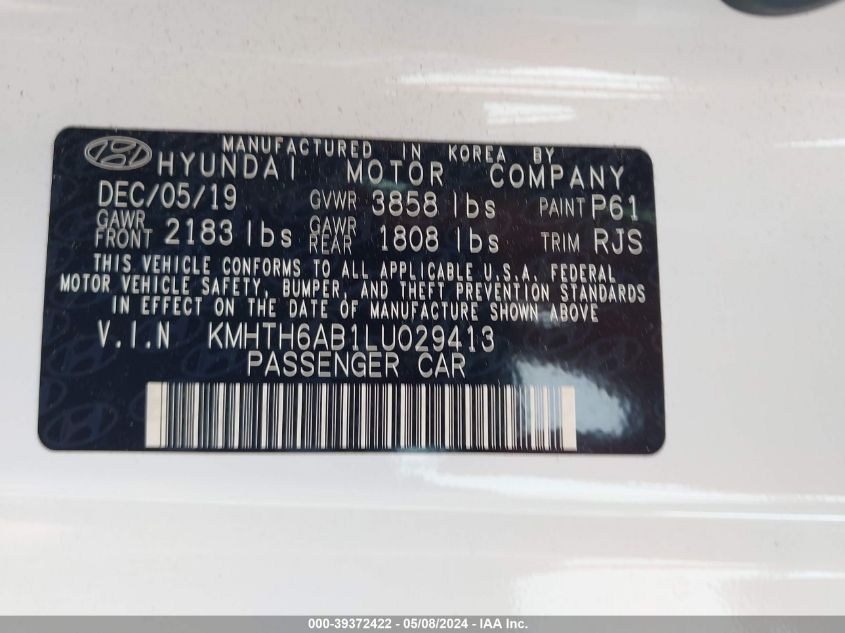 MANUFACTURED IN KOREA BY
HYUNDAI MOTOR COMPANY
DEC/05/19 GVWR 3858 lbs PAINT P61
GAWR FRONT 2183 lbs GAWR REAR 1808 lbs TRIM RJS
THIS VEHICLE CONFORMS TO ALL APPLICABLE U.S.A. FEDERAL
MOTOR VEHICLE SAFETY, BUMPER, AND THEFT PREVENTION STANDARDS
IN EFFECT ON THE DATE OF MANUFACTURE SHOWN ABOVE.
V.I.N KMHTH6AB1LU029413
PASSENGER CAR
000-39372422 - 05/08/2024 - IAA Inc.